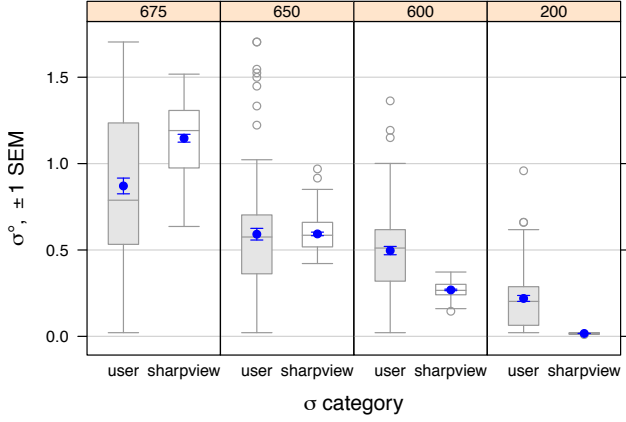 675 650 600 200
1.5
1.0
0.5
0.0
σ°, ± 1 SEM
user sharpview user sharpview user sharpview user sharpview
σ category